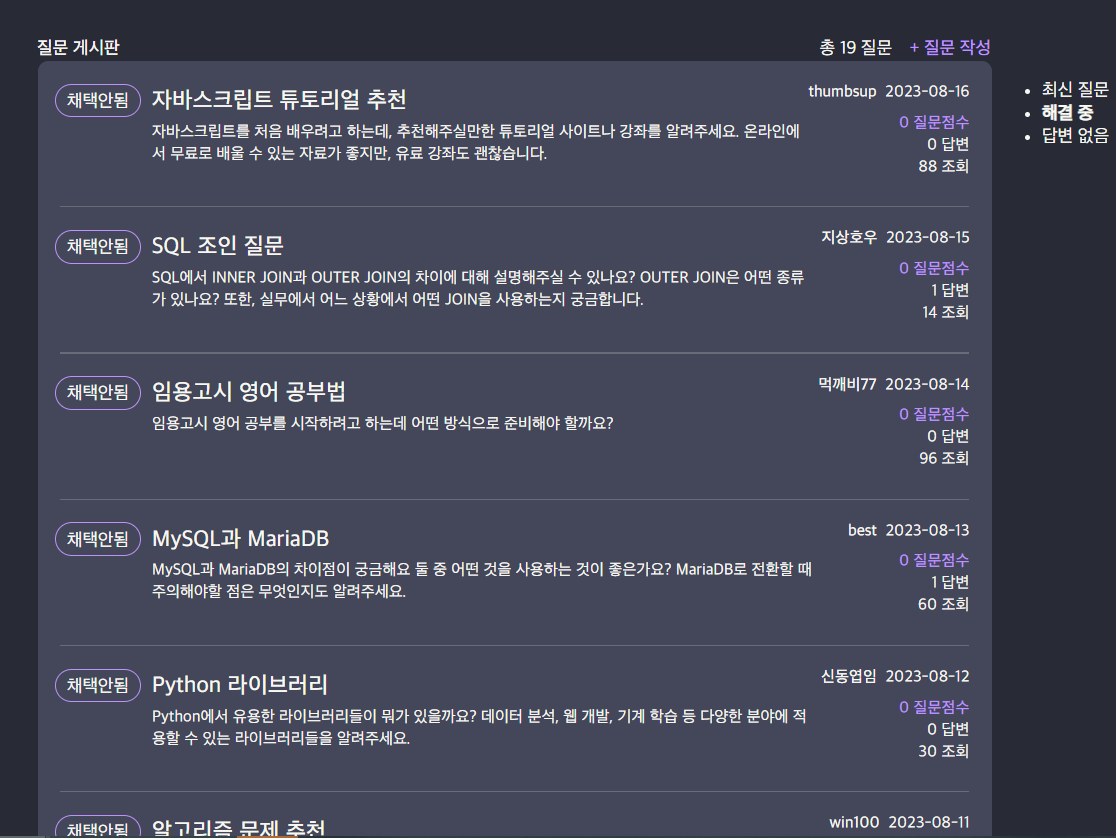 질문 게시판
총 19 질문 + 질문 작성
최신 질문
해결 중
답변 없음
채택안됨
자바스크립트 튜토리얼 추천
thumbsup 2023-08-16
자바스크립트를 처음 배우려고 하는데, 추천해주실만한 튜토리얼 사이트나 강좌를 알려주세요. 온라인에
서 무료로 배울 수 있는 자료가 좋지만, 유료 강좌도 괜찮습니다.
0 질문점수
0 답변
88 조회
채택안됨
SQL 조인 질문
지상호우 2023-08-15
SQL에서 INNER JOIN과 OUTER JOIN의 차이에 대해 설명해주실 수 있나요? OUTER JOIN은 어떤 종류
가 있나요? 또한, 실무에서 어느 상황에서 어떤 JOIN을 사용하는지 궁금합니다.
0 질문점수
1 답변
14 조회
채택안됨
임용고시 영어 공부법
먹깨비77 2023-08-14
임용고시 영어 공부를 시작하려고 하는데 어떤 방식으로 준비해야 할까요?
0 질문점수
0 답변
96 조회
채택안됨
MySQL과 MariaDB
best 2023-08-13
MySQL과 MariaDB의 차이점이 궁금해요 둘 중 어떤 것을 사용하는 것이 좋은가요? MariaDB로 전환할 때
주의해야할 점은 무엇인지도 알려주세요.
0 질문점수
1 답변
60 조회
채택안됨
Python 라이브러리
신동엽임 2023-08-12
Python에서 유용한 라이브러리들이 뭐가 있을까요? 데이터 분석, 웹 개발, 기계 학습 등 다양한 분야에 적
용할 수 있는 라이브러리들을 알려주세요.
0 질문점수
0 답변
30 조회
채택안됨
알고리즘 문제 추천
win100 2023-08-11